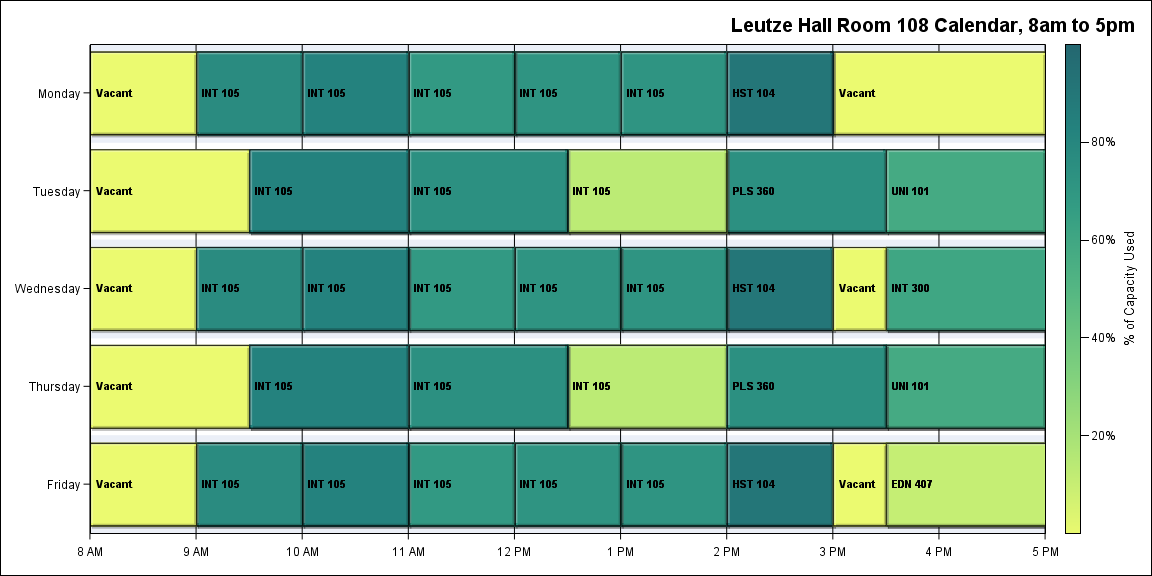 Leutze Hall Room 108 Calendar, 8am to 5pm
Monday
Vacant
INT 105
INT 105
INT 105
INT 105
INT 105
HST 104
Vacant
Tuesday
Vacant
INT 105
INT 105
INT 105
PLS 360
UNI 101
Wednesday
Vacant
INT 105
INT 105
INT 105
INT 105
INT 105
HST 104
Vacant
INT 300
Thursday
Vacant
INT 105
INT 105
INT 105
PLS 360
UNI 101
Friday
Vacant
INT 105
INT 105
INT 105
INT 105
INT 105
HST 104
Vacant
EDN 407
8 AM
9 AM
10 AM
11 AM
12 PM
1 PM
2 PM
3 PM
4 PM
5 PM
80%
60%
40%
20%
% of Capacity Used